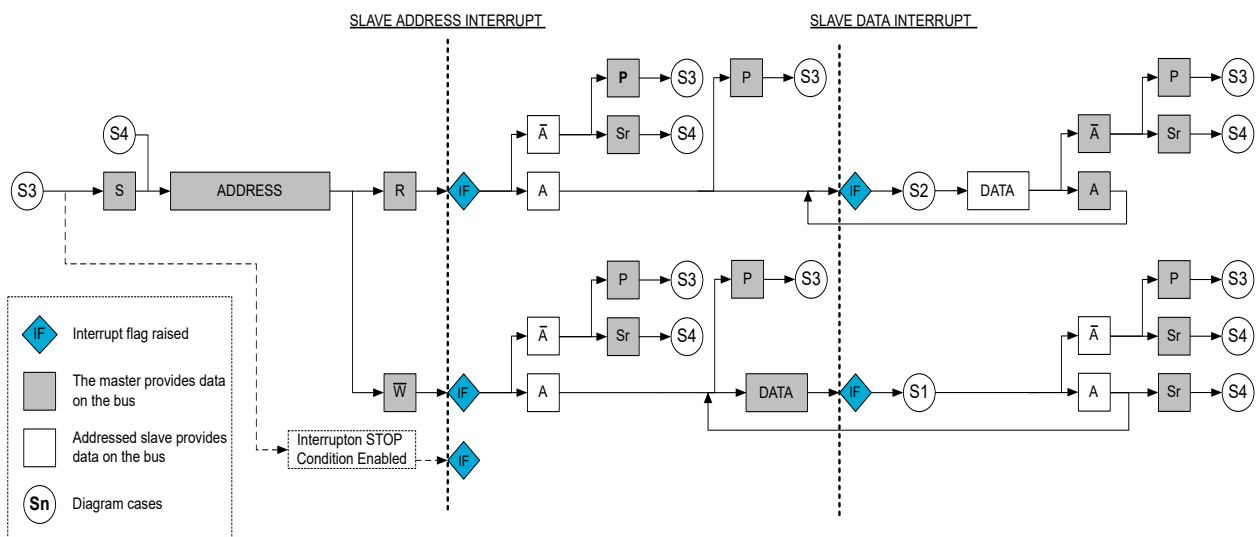 SLAVE ADDRESS INTERRUPT SLAVE DATA INTERRUPT
P S3 P S3 P S3
S4 A̅ Sr S4 A̅ Sr S4
S3 S ADDRESS R IF A IF S2 DATA A
P S3 P S3 P S3
IF Interrupt flag raised
A̅ Sr S4 A̅ Sr S4
The master provides data
on the bus
W̅ IF A DATA IF S1 A Sr S4
Addressed slave provides
data on the bus
Interrupton STOP
Condition Enabled
IF
Sn Diagram cases